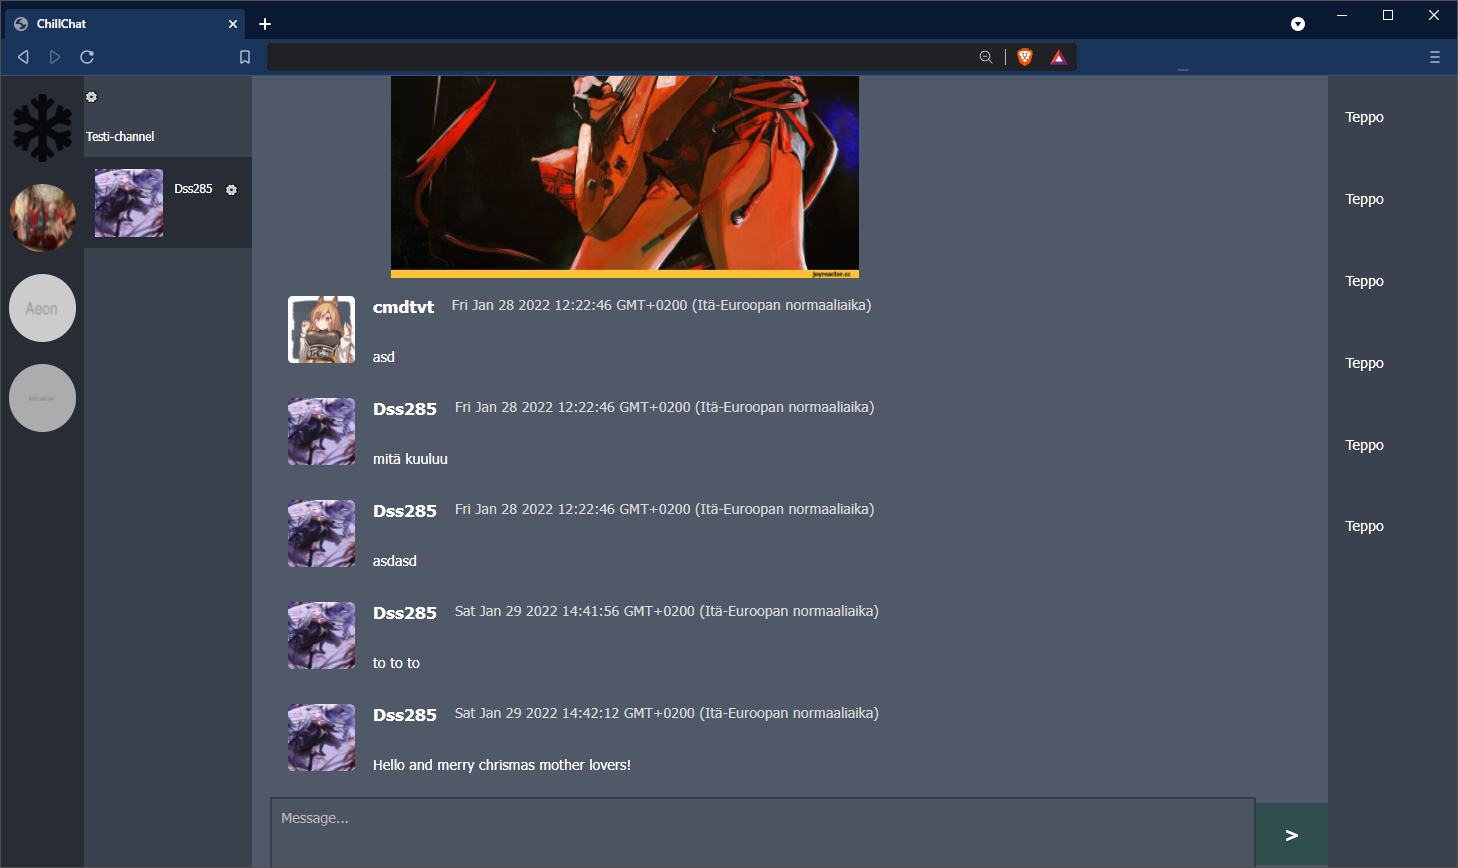 ChillChat
Testi-channel
Dss285
Aeon
joyreactor.cc
cmdtvt Fri Jan 28 2022 12:22:46 GMT+0200 (Itä-Euroopan normaaliaika)
asd
Dss285 Fri Jan 28 2022 12:22:46 GMT+0200 (Itä-Euroopan normaaliaika)
mitä kuuluu
Dss285 Fri Jan 28 2022 12:22:46 GMT+0200 (Itä-Euroopan normaaliaika)
asdasd
Dss285 Sat Jan 29 2022 14:41:56 GMT+0200 (Itä-Euroopan normaaliaika)
to to to
Dss285 Sat Jan 29 2022 14:42:12 GMT+0200 (Itä-Euroopan normaaliaika)
Hello and merry chrismas mother lovers!
Message...
>
Teppo
Teppo
Teppo
Teppo
Teppo
Teppo